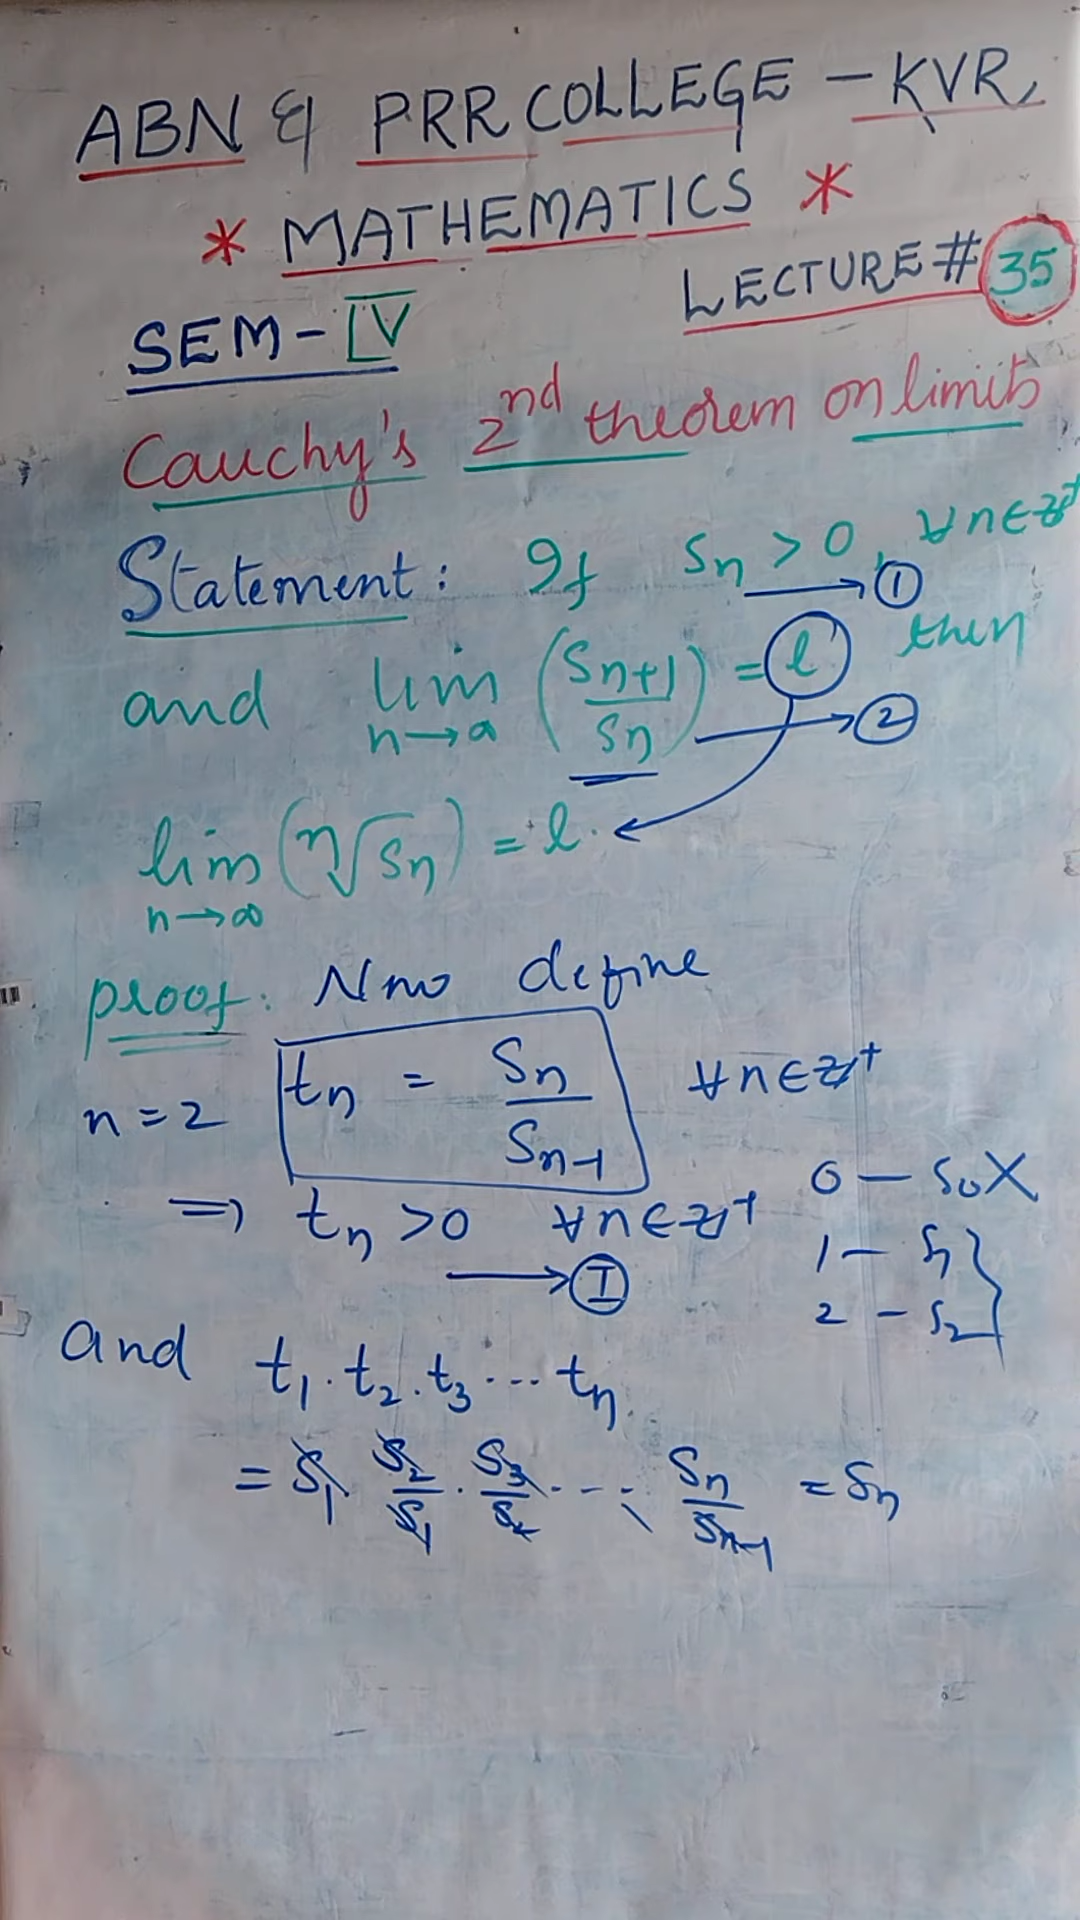 ABN & PRR COLLEGE - KVR
* MATHEMATICS *
LECTURE # 35
SEM - IV
Cauchy's 2nd theorem on limits
Statement: If Sn > 0, ∀n∈Z+ → ①
and lim n→∞ (Sn+1/Sn) = l then → ②
lim n→∞ (ⁿ√Sn) = l.
proof: Now define
n = 2 tn = Sn/Sn-1 ∀n∈Z+
0 - S0 X
⇒ tn > 0 ∀n∈Z+ → Ⓘ
1 - S1
2 - S2
and t1 . t2 . t3 ... tn
= S1 . S2/S1 . S3/S2 ... Sn/Sn-1 = Sn